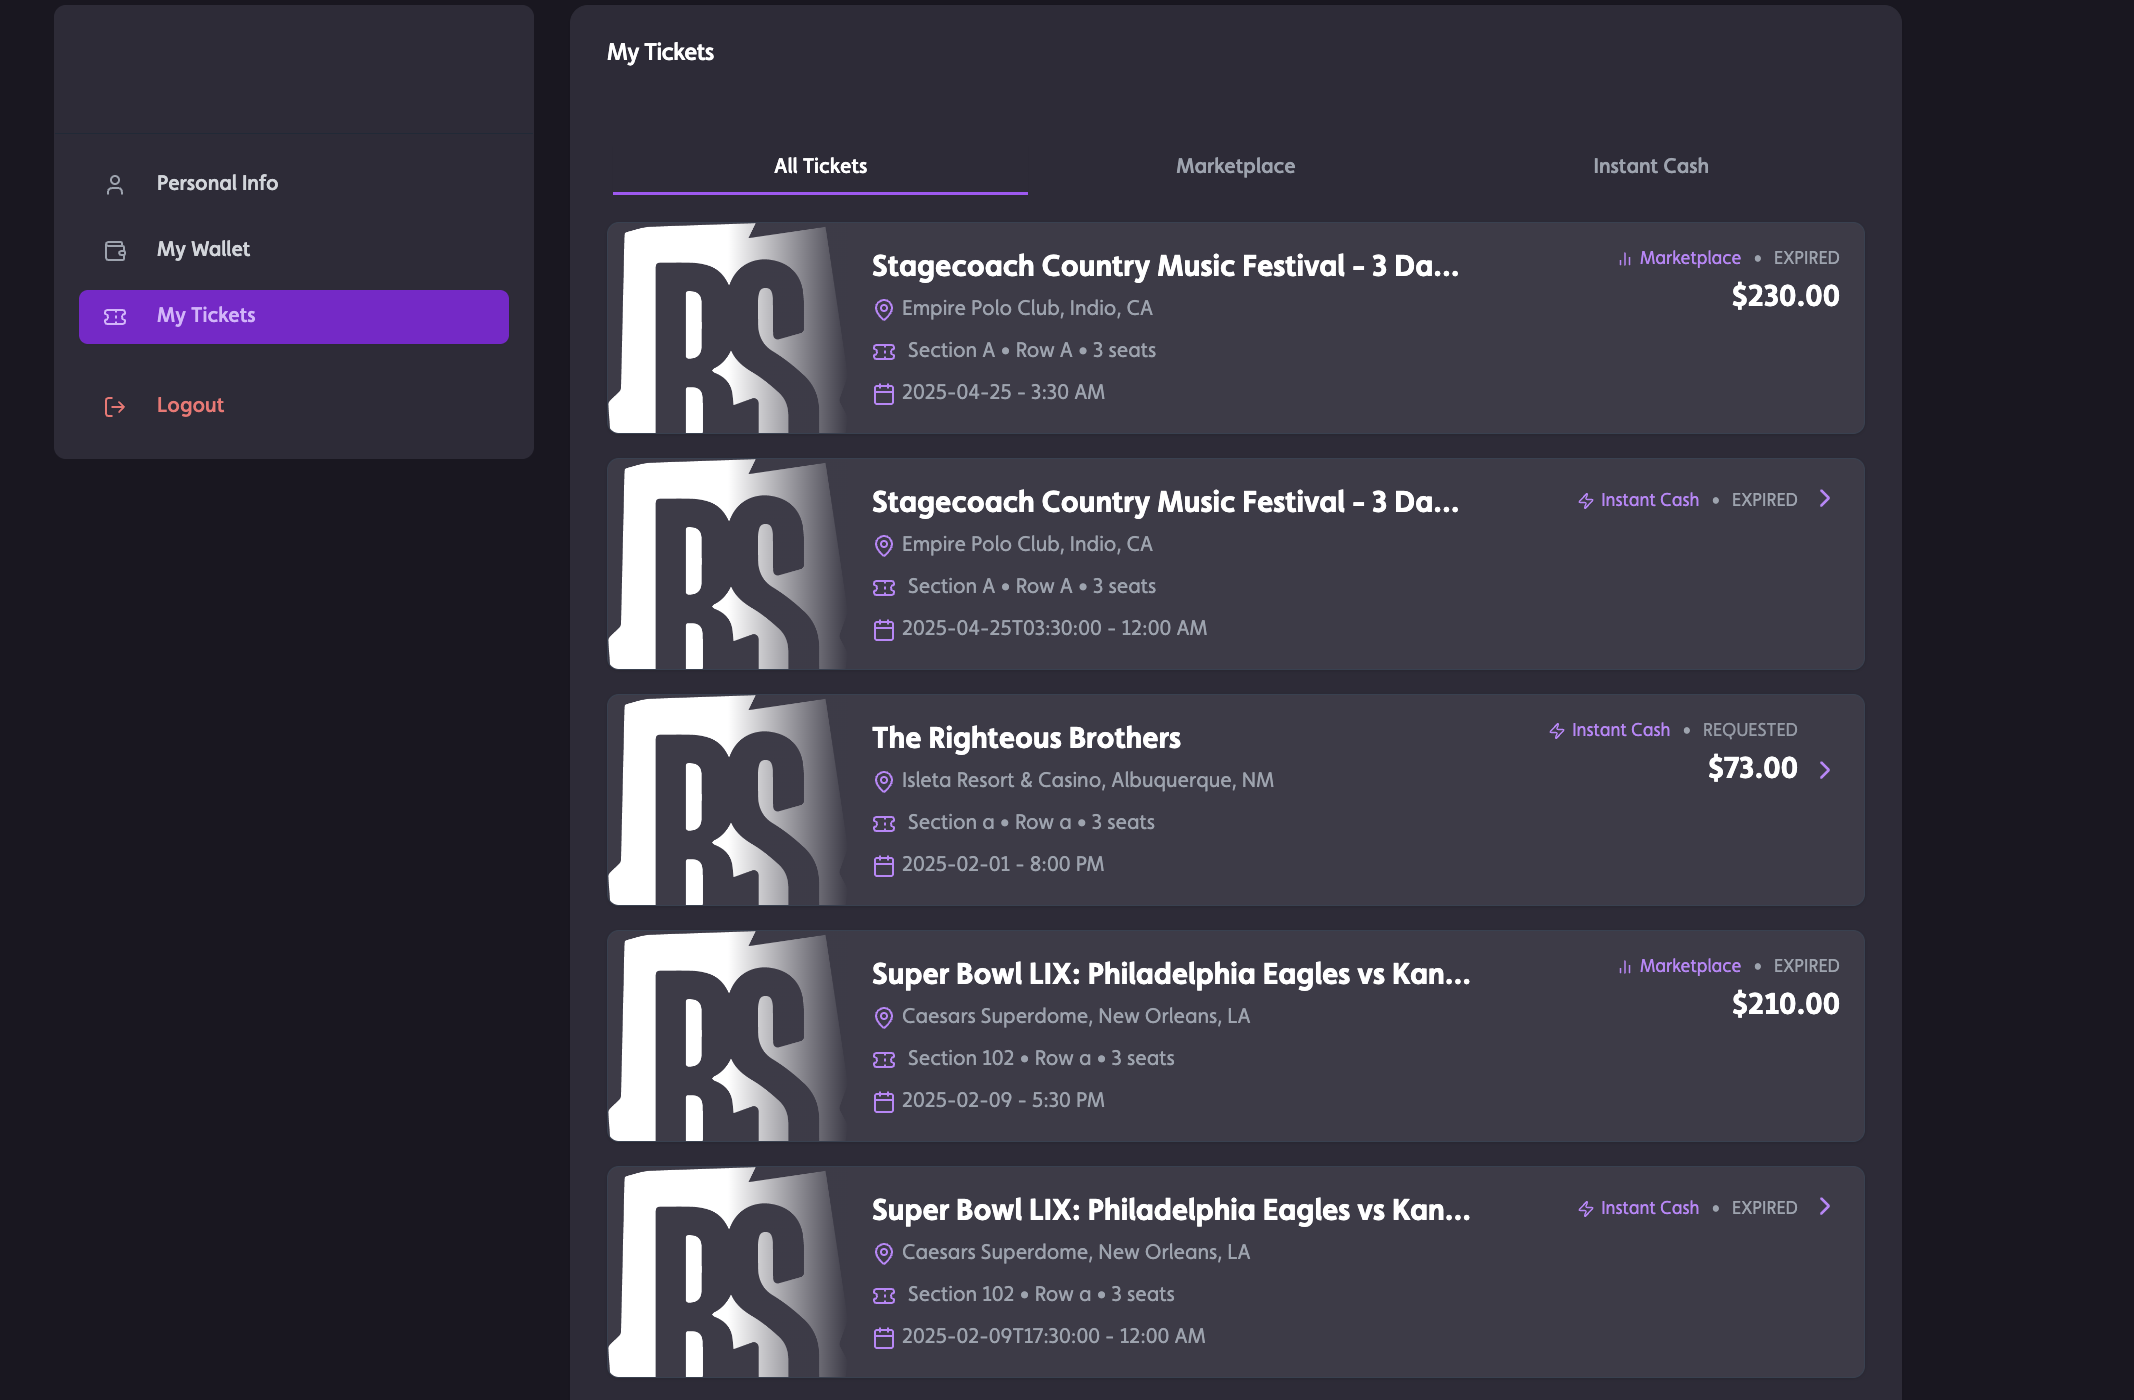 Personal Info
My Wallet
My Tickets
Logout
My Tickets
All Tickets
Marketplace
Instant Cash
RS
Stagecoach Country Music Festival - 3 Da...
Empire Polo Club, Indio, CA
Section A • Row A • 3 seats
2025-04-25 - 3:30 AM
Marketplace • EXPIRED
$230.00
RS
Stagecoach Country Music Festival - 3 Da...
Empire Polo Club, Indio, CA
Section A • Row A • 3 seats
2025-04-25T03:30:00 - 12:00 AM
Instant Cash • EXPIRED
RS
The Righteous Brothers
Isleta Resort & Casino, Albuquerque, NM
Section a • Row a • 3 seats
2025-02-01 - 8:00 PM
Instant Cash • REQUESTED
$73.00
RS
Super Bowl LIX: Philadelphia Eagles vs Kan...
Caesars Superdome, New Orleans, LA
Section 102 • Row a • 3 seats
2025-02-09 - 5:30 PM
Marketplace • EXPIRED
$210.00
RS
Super Bowl LIX: Philadelphia Eagles vs Kan...
Caesars Superdome, New Orleans, LA
Section 102 • Row a • 3 seats
2025-02-09T17:30:00 - 12:00 AM
Instant Cash • EXPIRED